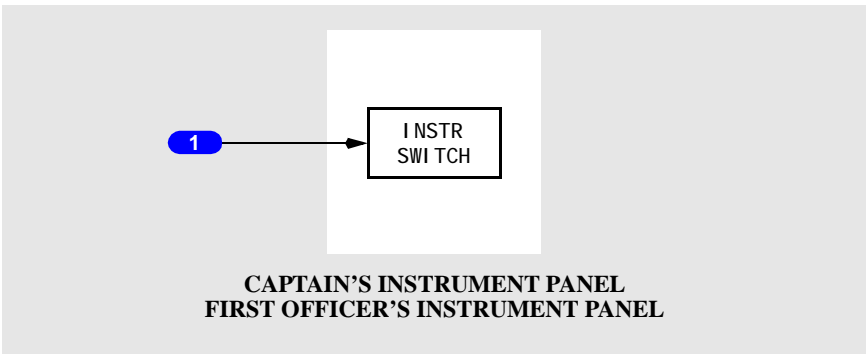 1
INSTR
SWITCH
CAPTAIN’S INSTRUMENT PANEL
FIRST OFFICER’S INSTRUMENT PANEL